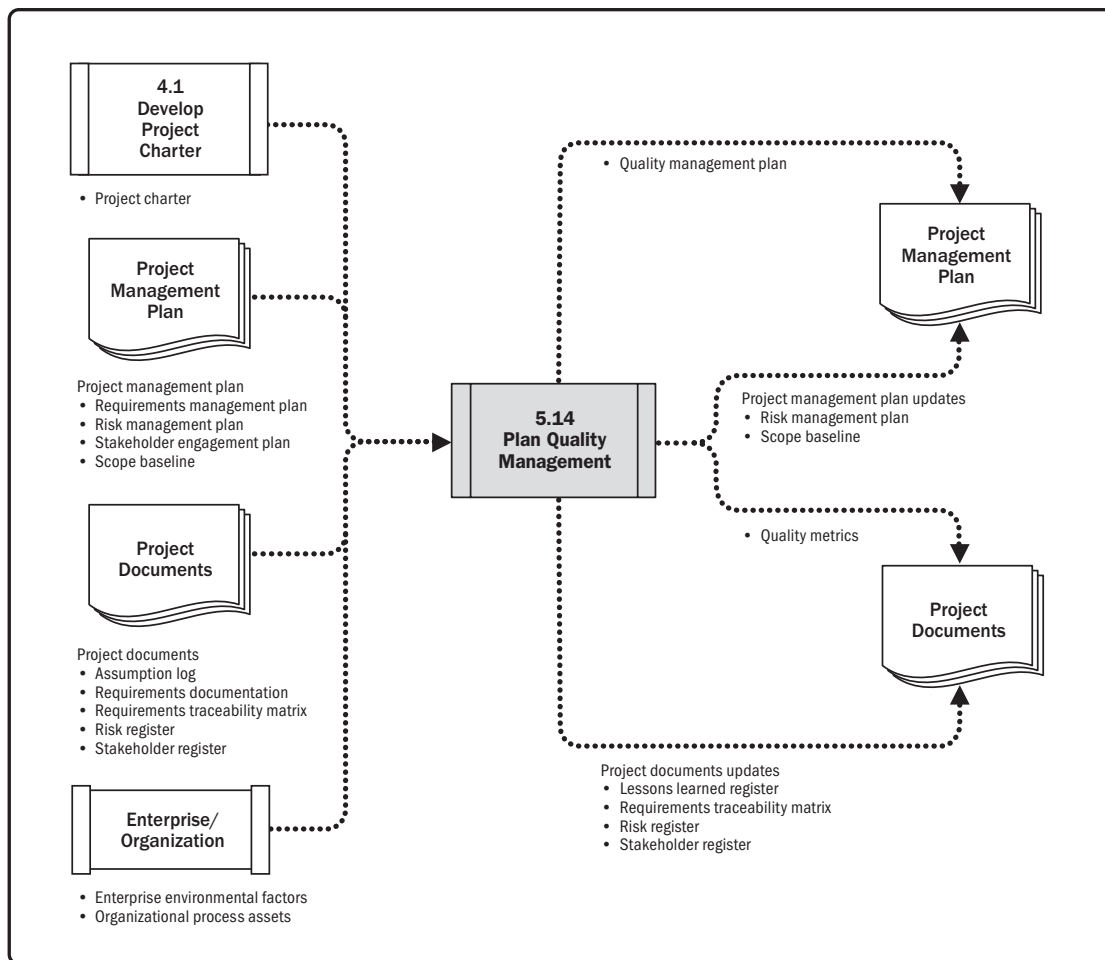 4.1
Develop
Project
Charter
• Project charter
Project
Management
Plan
Project management plan
• Requirements management plan
• Risk management plan
• Stakeholder engagement plan
• Scope baseline
Project
Documents
Project documents
• Assumption log
• Requirements documentation
• Requirements traceability matrix
• Risk register
• Stakeholder register
Enterprise/
Organization
• Enterprise environmental factors
• Organizational process assets
5.14
Plan Quality
Management
• Quality management plan
Project
Management
Plan
Project management plan updates
• Risk management plan
• Scope baseline
• Quality metrics
Project
Documents
Project documents updates
• Lessons learned register
• Requirements traceability matrix
• Risk register
• Stakeholder register